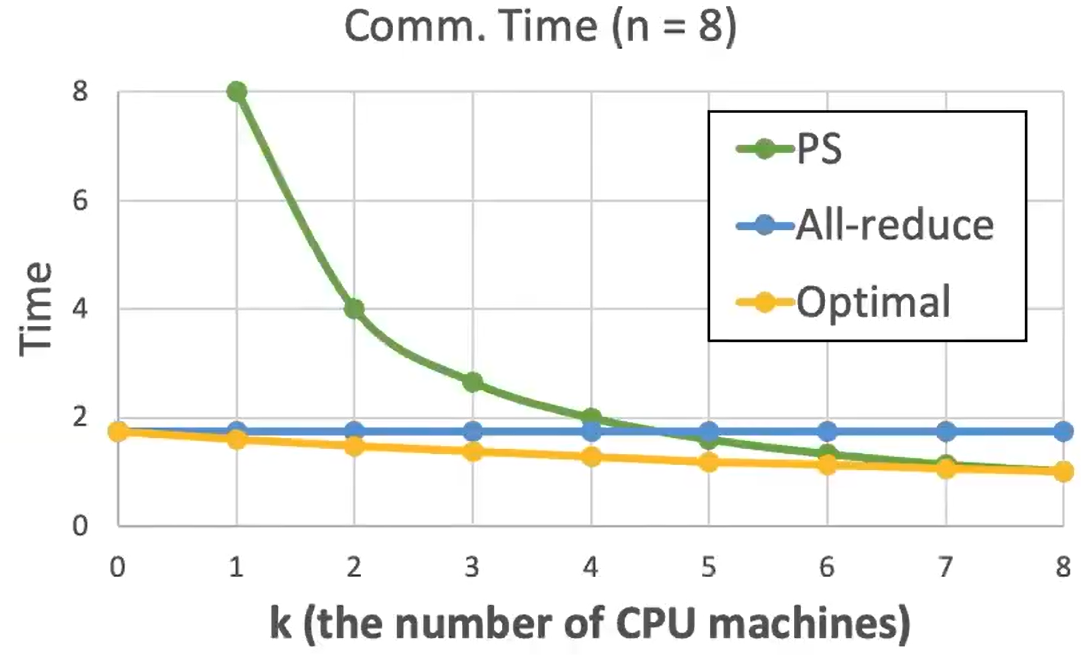 Comm. Time (n = 8)
8
6
4
2
0
Time
PS
All-reduce
Optimal
0 1 2 3 4 5 6 7 8
k (the number of CPU machines)